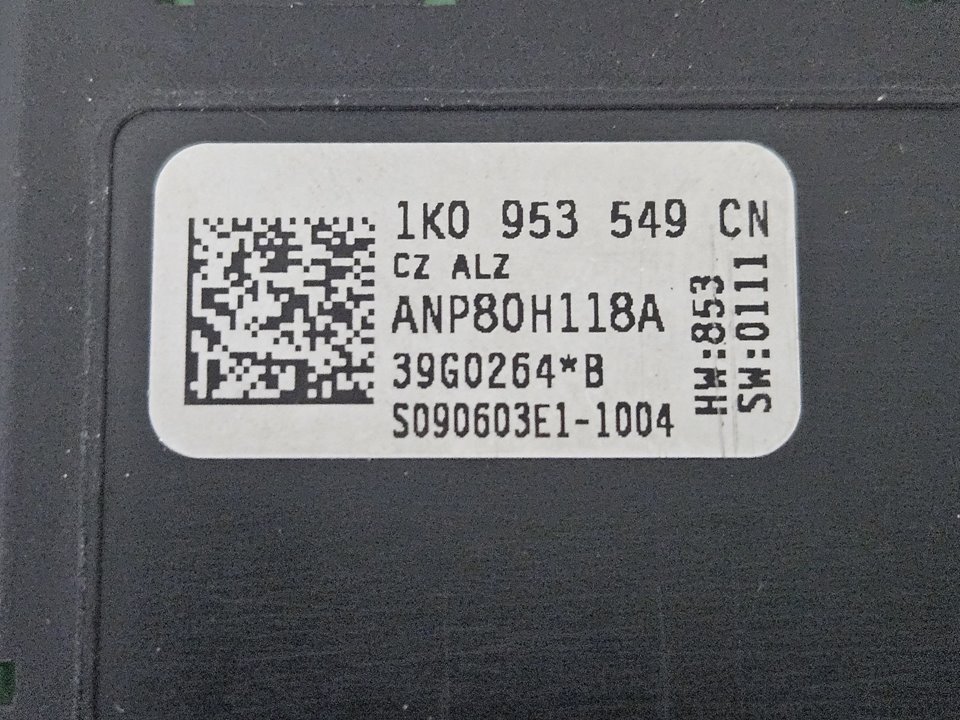 1K0 953 549 CN
CZ ALZ
ANP80H118A
39G0264*B
S090603E1-1004
HW:853
SW:0111